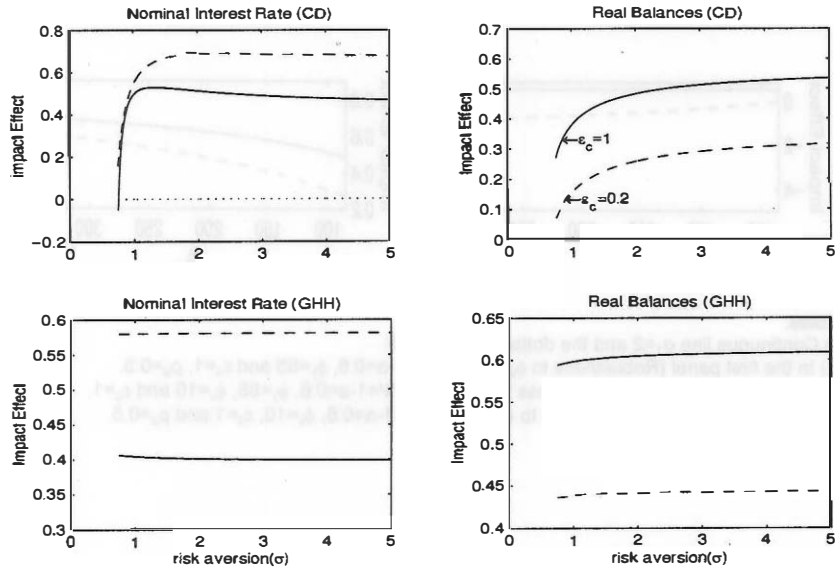 Nominal Interest Rate (CD)
Real Balances (CD)
Impact Effect
0.8
0.6
0.4
0.2
0
−0.2
0 1 2 3 4 5
0.7
0.6
0.5
0.4
0.3
0.2
0.1
0
0 1 2 3 4 5
←εc=1
←εc=0.2
Nominal Interest Rate (GHH)
Real Balances (GHH)
Impact Effect
0.6
0.55
0.5
0.45
0.4
0.35
0.3
0 1 2 3 4 5
risk aversion(σ)
Impact Effect
0.65
0.6
0.55
0.5
0.45
0.4
0 1 2 3 4 5
risk aversion(σ)
Impact Effect